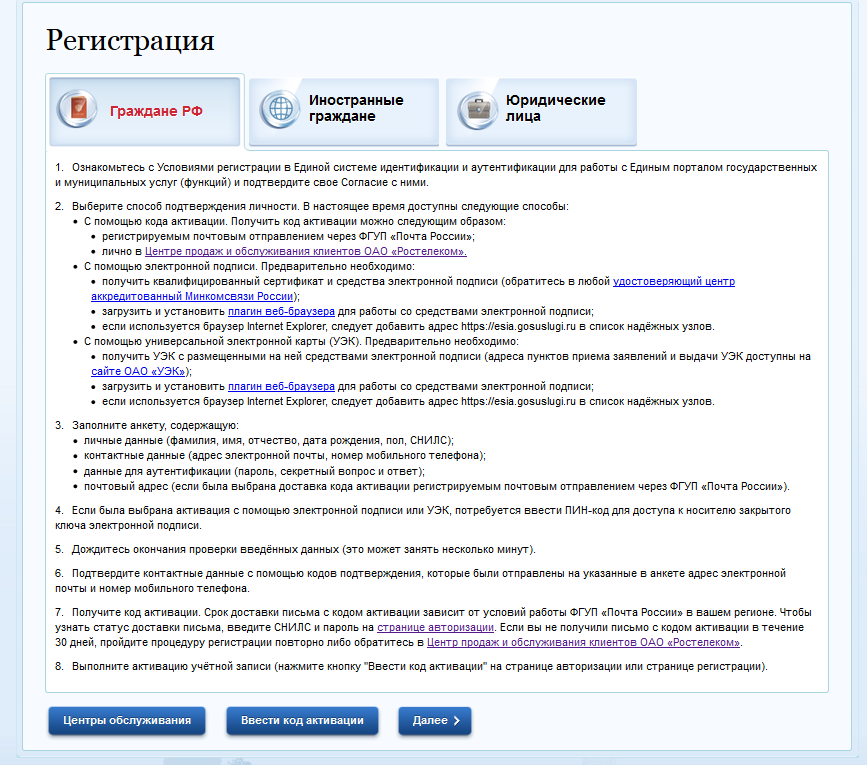 Регистрация
Граждане РФ
Иностранные
граждане
Юридические
лица
1. Ознакомьтесь с Условиями регистрации в Единой системе идентификации и аутентификации для работы с Единым порталом государственных
и муниципальных услуг (функций) и подтвердите свое Согласие с ними.
2. Выберите способ подтверждения личности. В настоящее время доступны следующие способы:
• С помощью кода активации. Получить код активации можно следующим образом:
• регистрируемым почтовым отправлением через ФГУП «Почта России»;
• лично в Центре продаж и обслуживания клиентов ОАО «Ростелеком».
• С помощью электронной подписи. Предварительно необходимо:
• получить квалифицированный сертификат и средства электронной подписи (обратитесь в любой удостоверяющий центр
аккредитованный Минкомсвязи России);
• загрузить и установить плагин веб-браузера для работы со средствами электронной подписи;
• если используется браузер Internet Explorer, следует добавить адрес https://esia.gosuslugi.ru в список надёжных узлов.
• С помощью универсальной электронной карты (УЭК). Предварительно необходимо:
• получить УЭК с размещенными на ней средствами электронной подписи (адреса пунктов приема заявлений и выдачи УЭК доступны на
сайте ОАО «УЭК»);
• загрузить и установить плагин веб-браузера для работы со средствами электронной подписи;
• если используется браузер Internet Explorer, следует добавить адрес https://esia.gosuslugi.ru в список надёжных узлов.
3. Заполните анкету, содержащую:
• личные данные (фамилия, имя, отчество, дата рождения, пол, СНИЛС);
• контактные данные (адрес электронной почты, номер мобильного телефона);
• данные для аутентификации (пароль, секретный вопрос и ответ);
• почтовый адрес (если была выбрана доставка кода активации регистрируемым почтовым отправлением через ФГУП «Почта России»).
4. Если была выбрана активация с помощью электронной подписи или УЭК, потребуется ввести ПИН-код для доступа к носителю закрытого
ключа электронной подписи.
5. Дождитесь окончания проверки введённых данных (это может занять несколько минут).
6. Подтвердите контактные данные с помощью кодов подтверждения, которые были отправлены на указанные в анкете адрес электронной
почты и номер мобильного телефона.
7. Получите код активации. Срок доставки письма с кодом активации зависит от условий работы ФГУП «Почта России» в вашем регионе. Чтобы
узнать статус доставки письма, введите СНИЛС и пароль на странице авторизации. Если вы не получили письмо с кодом активации в течение
30 дней, пройдите процедуру регистрации повторно либо обратитесь в Центр продаж и обслуживания клиентов ОАО «Ростелеком».
8. Выполните активацию учётной записи (нажмите кнопку "Ввести код активации" на странице авторизации или странице регистрации).
Центры обслуживания
Ввести код активации
Далее